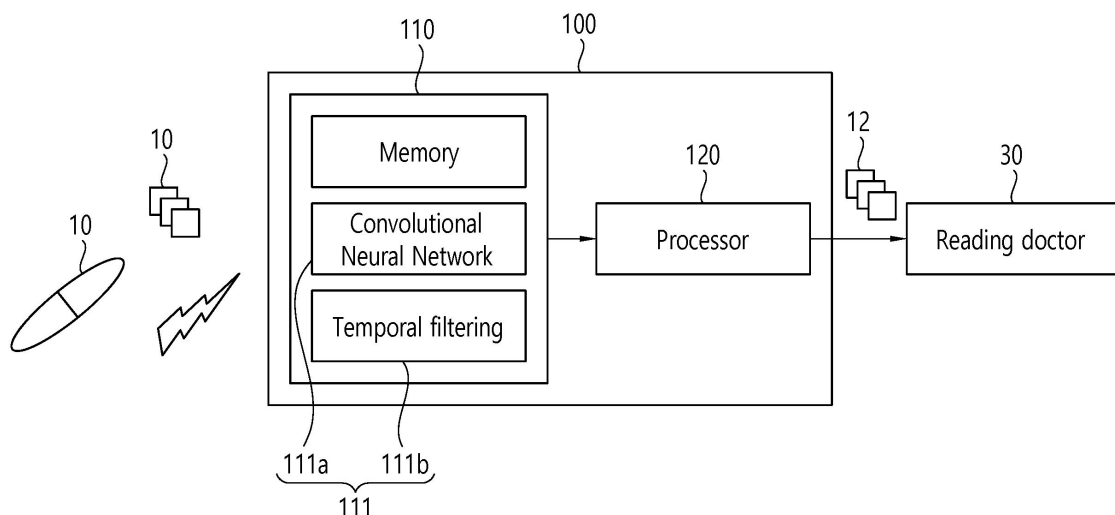 110
100
10
12
10
120
30
Memory
Convolutional
Neural Network
Processor
Reading doctor
Temporal filtering
111a
111b
111